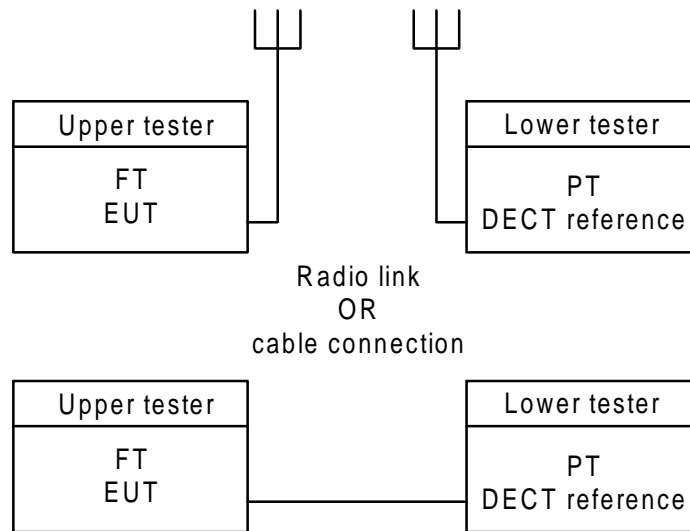 Upper tester
FT
EUT
Lower tester
PT
DECT reference
Radio link
OR
cable connection
Upper tester
FT
EUT
Lower tester
PT
DECT reference